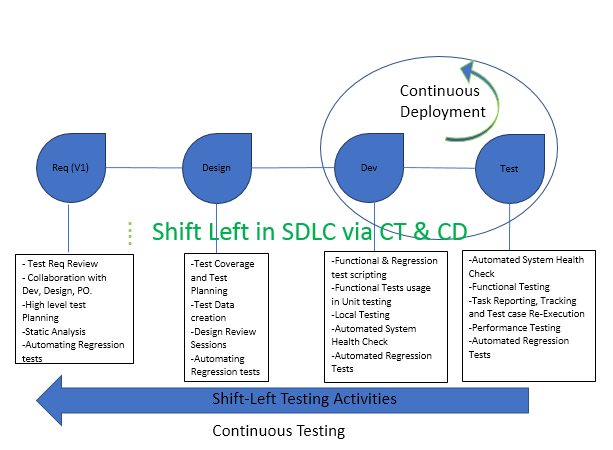 Continuous
Deployment
Req (V1)
Design
Dev
Test
Shift Left in SDLC via CT & CD
- Test Req Review
- Collaboration with
Dev, Design, PO.
-High level test
Planning
-Static Analysis
-Automating Regression
tests
-Test Coverage
and Test
Planning
-Test Data
creation
-Design Review
Sessions
-Automating
Regression tests
-Functional & Regression
test scripting
-Functional Tests usage
in Unit testing
-Local Testing
-Automated System
Health Check
-Automated Regression
Tests
-Automated System Health
Check
-Functional Testing
-Task Reporting, Tracking
and Test case Re-Execution
-Performance Testing
-Automated Regression
Tests
Shift-Left Testing Activities
Continuous Testing